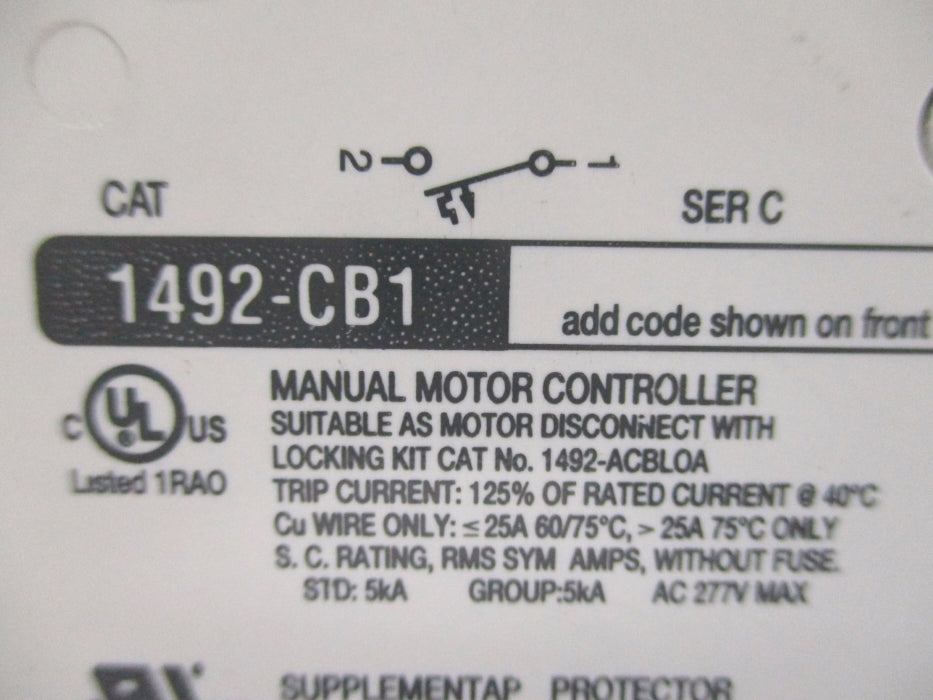 2 1
CAT SER C
1492-CB1 add code shown on front
C UL US
Listed 1RAO
MANUAL MOTOR CONTROLLER
SUITABLE AS MOTOR DISCONNECT WITH
LOCKING KIT CAT No. 1492-ACBLOA
TRIP CURRENT: 125% OF RATED CURRENT @ 40°C
Cu WIRE ONLY: ≤ 25A 60/75°C, > 25A 75°C ONLY
S. C. RATING, RMS SYM AMPS, WITHOUT FUSE.
STD: 5kA GROUP:5kA AC 277V MAX
SUPPLEMENTAP PROTECTOR